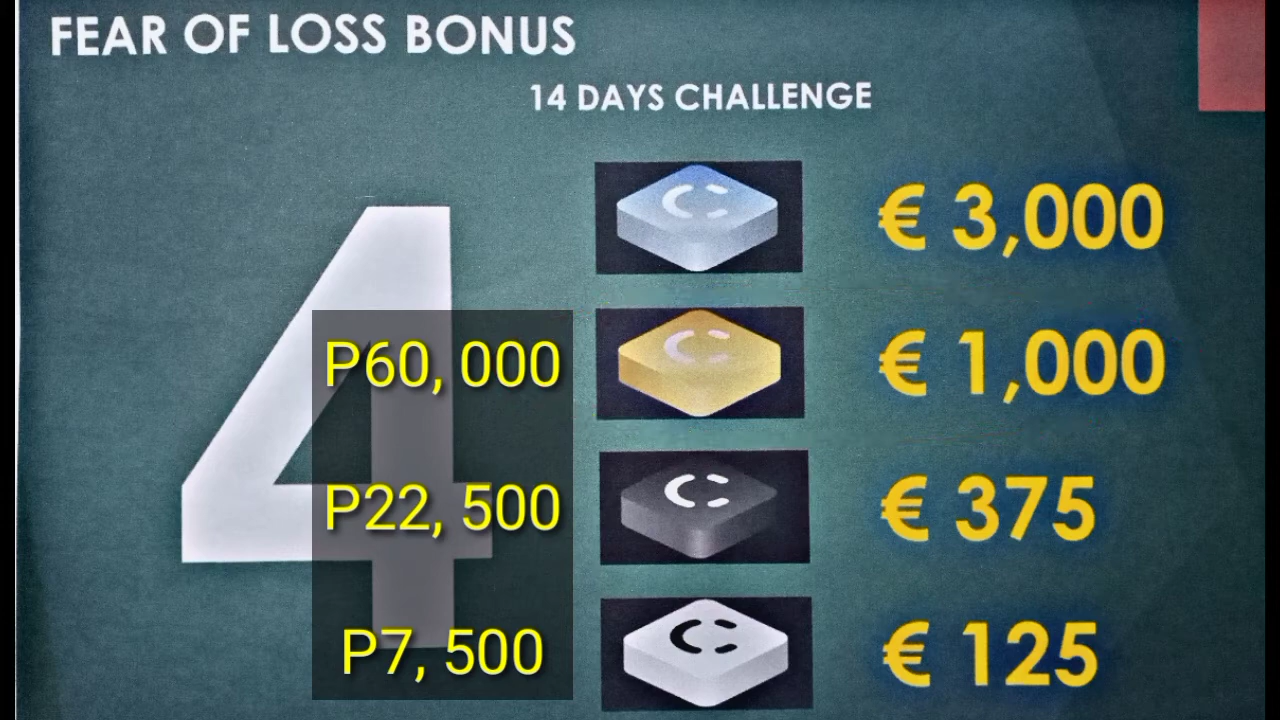 FEAR OF LOSS BONUS
14 DAYS CHALLENGE
4
€ 3,000
P60, 000
€ 1,000
P22, 500
€ 375
P7, 500
€ 125